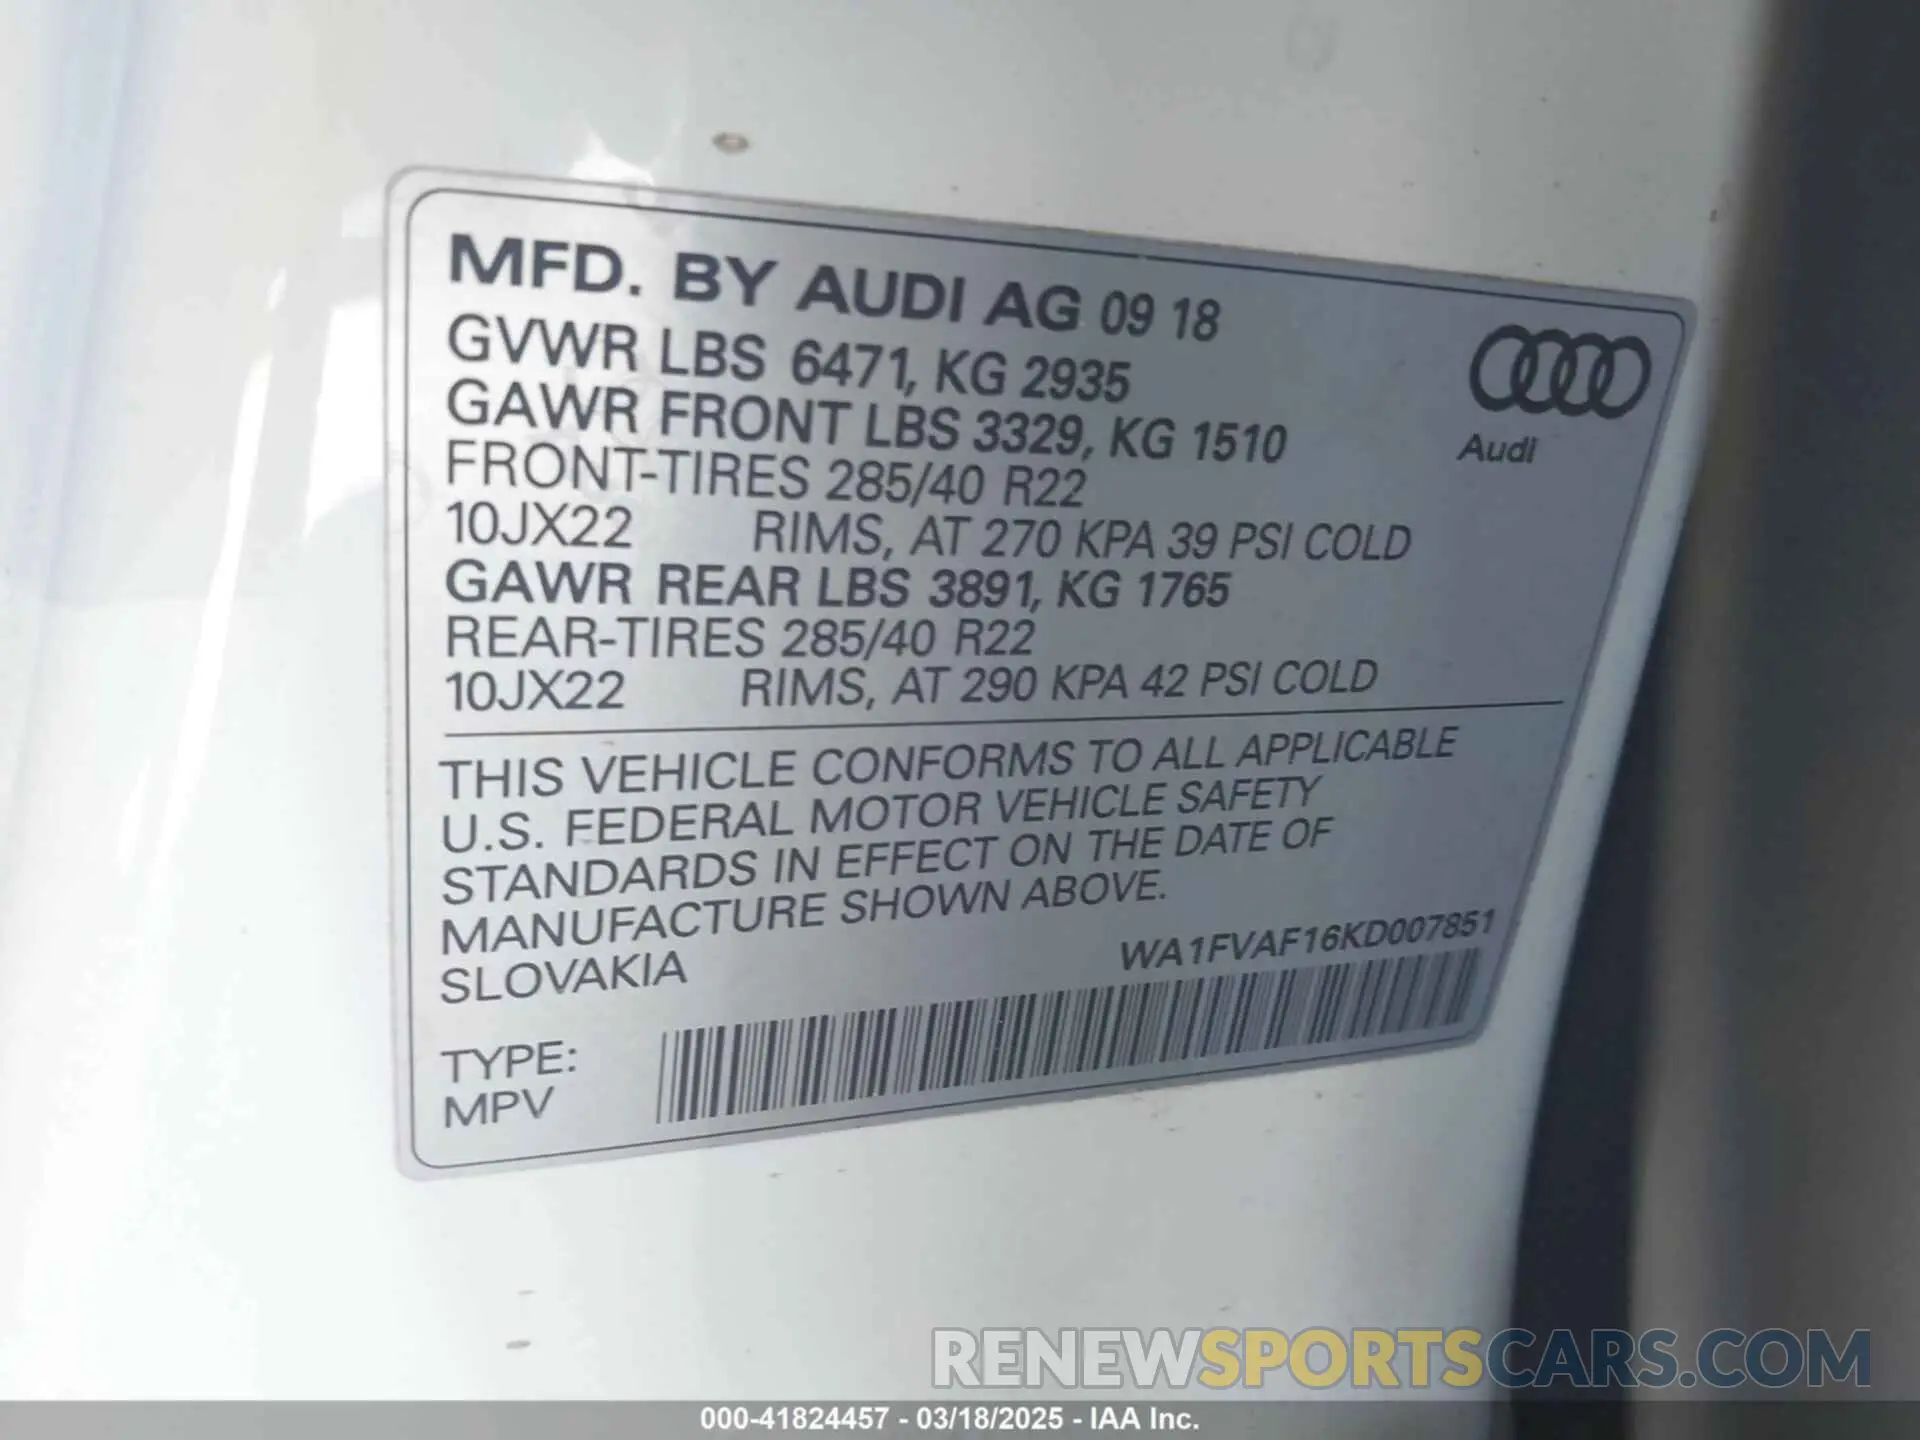 MFD. BY AUDI AG 09 18
GVWR LBS 6471, KG 2935
GAWR FRONT LBS 3329, KG 1510
FRONT-TIRES 285/40 R22
10JX22 RIMS, AT 270 KPA 39 PSI COLD
GAWR REAR LBS 3891, KG 1765
REAR-TIRES 285/40 R22
10JX22 RIMS, AT 290 KPA 42 PSI COLD
Audi
THIS VEHICLE CONFORMS TO ALL APPLICABLE
U.S. FEDERAL MOTOR VEHICLE SAFETY
STANDARDS IN EFFECT ON THE DATE OF
MANUFACTURE SHOWN ABOVE.
SLOVAKIA
WA1FVAF16KD007851
TYPE:
MPV
RENEWSPORTSCARS.COM
000-41824457 - 03/18/2025 - IAA Inc.